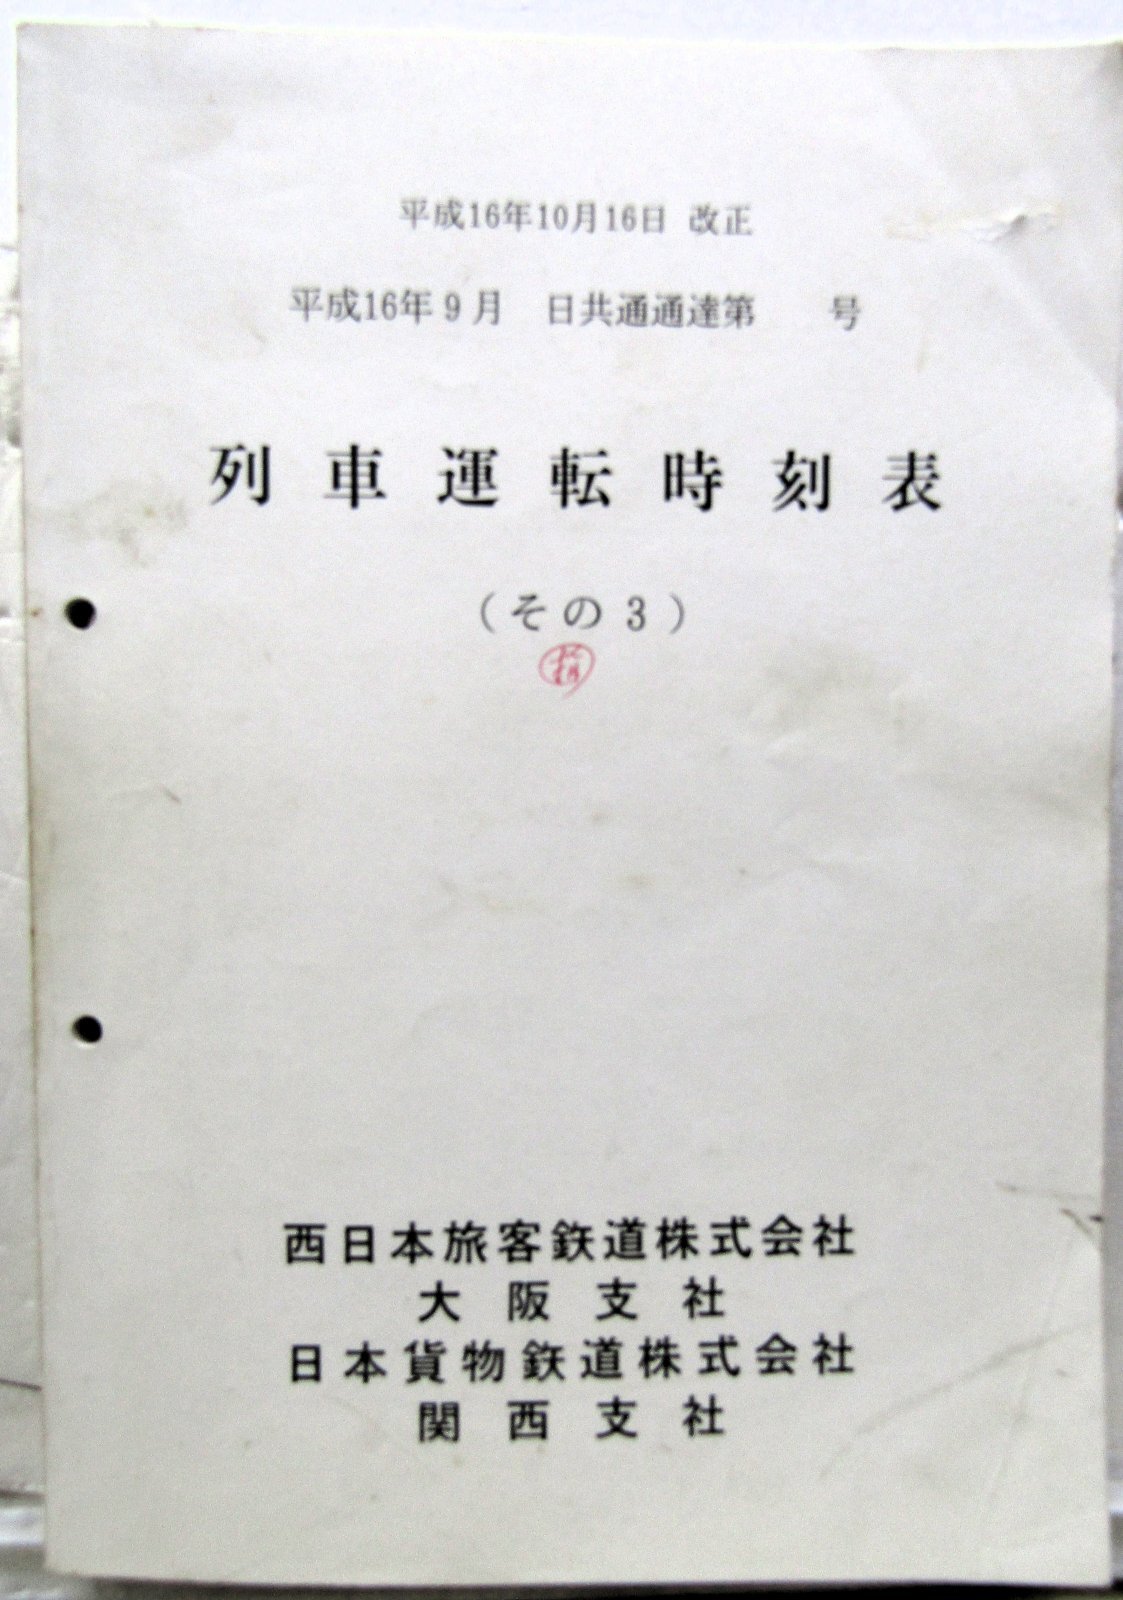 平成16年10月16日 改正
平成16年9月　日共通通達第　　号
列車運転時刻表
(その3)
西日本旅客鉄道株式会社
大阪支社
日本貨物鉄道株式会社
関西支社